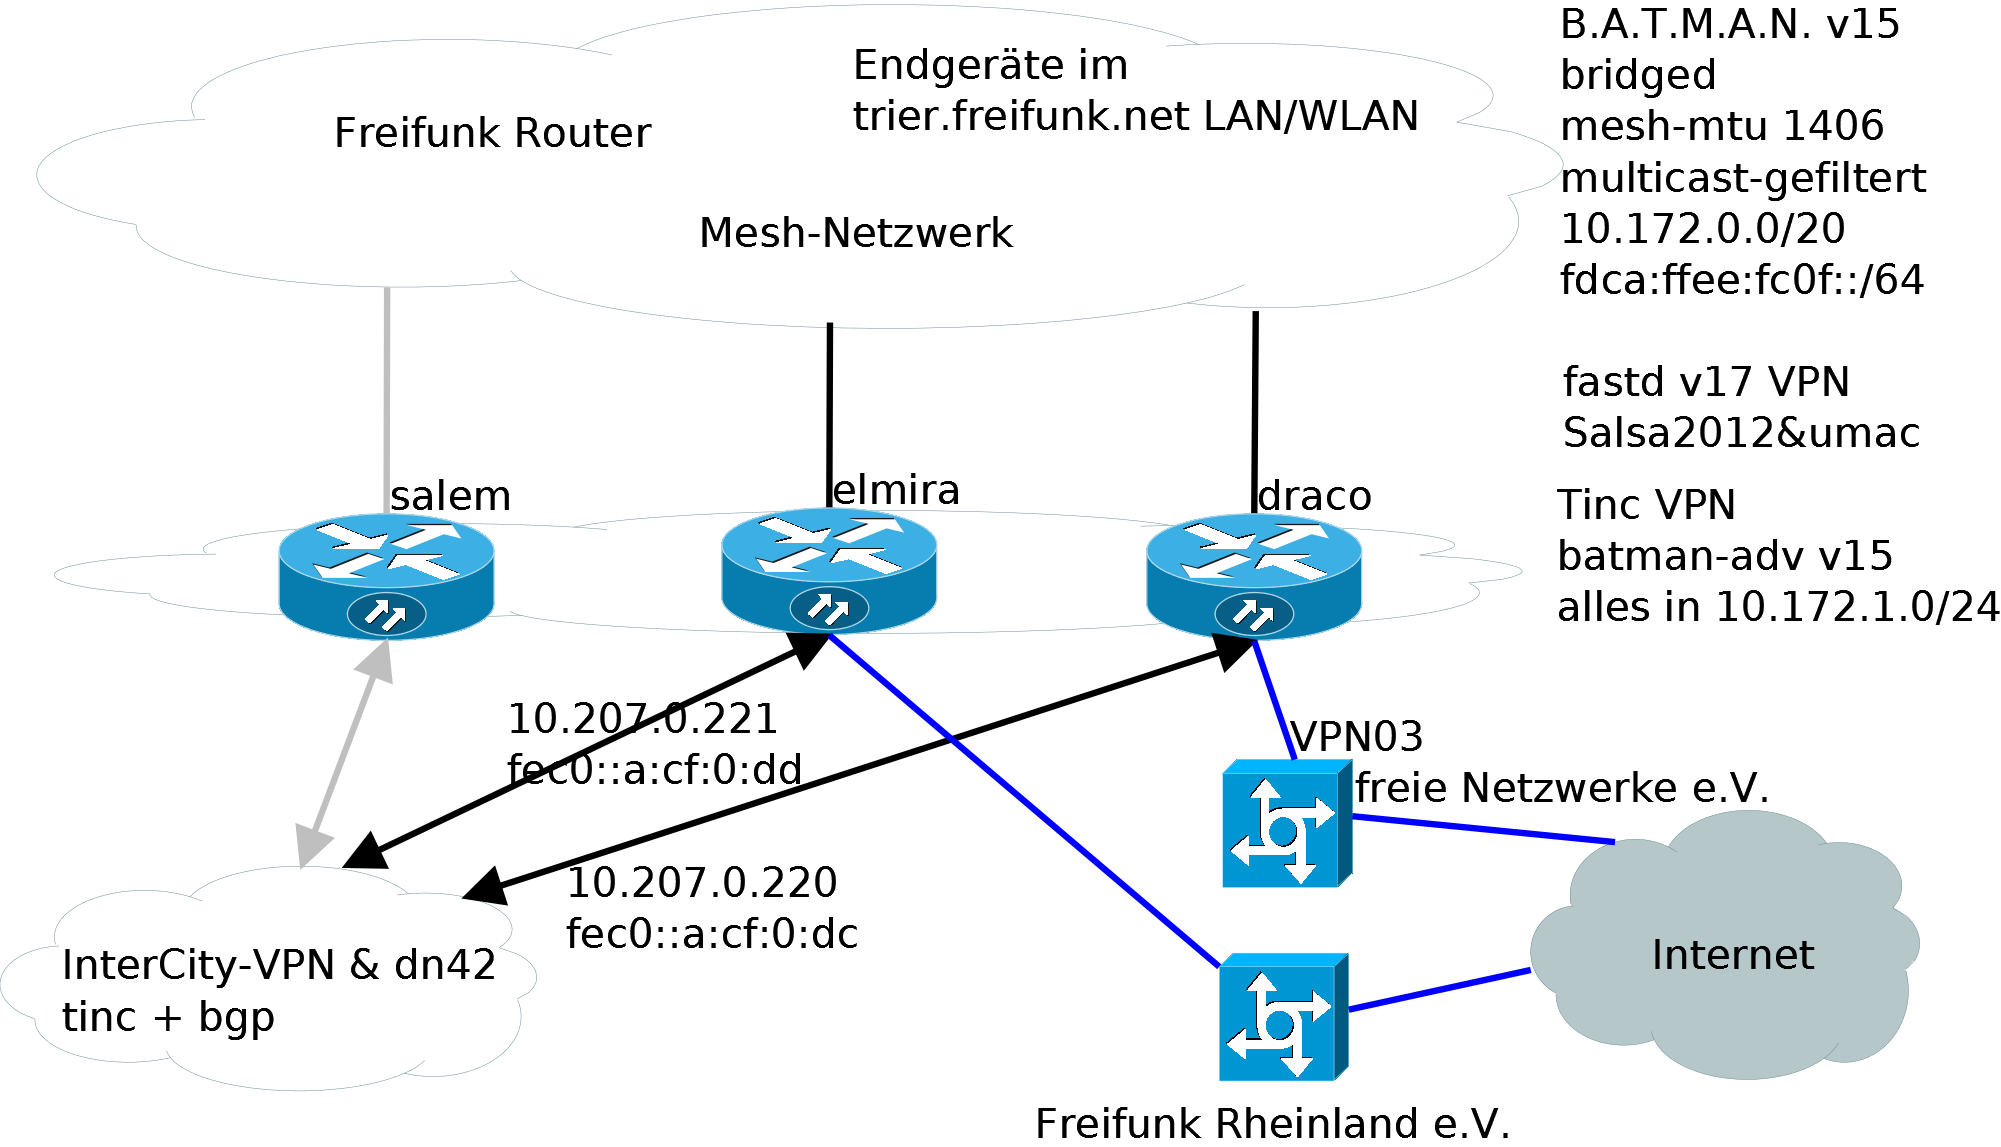 Endgeräte im
trier.freifunk.net LAN/WLAN
Freifunk Router
Mesh-Netzwerk
B.A.T.M.A.N. v15
bridged
mesh-mtu 1406
multicast-gefiltert
10.172.0.0/20
fdca:ffee:fc0f::/64
fastd v17 VPN
Salsa2012&umac
salem
elmira
draco
Tinc VPN
batman-adv v15
alles in 10.172.1.0/24
10.207.0.221
fec0::a:cf:0:dd
VPN03
freie Netzwerke e.V.
10.207.0.220
fec0::a:cf:0:dc
InterCity-VPN & dn42
tinc + bgp
Internet
Freifunk Rheinland e.V.